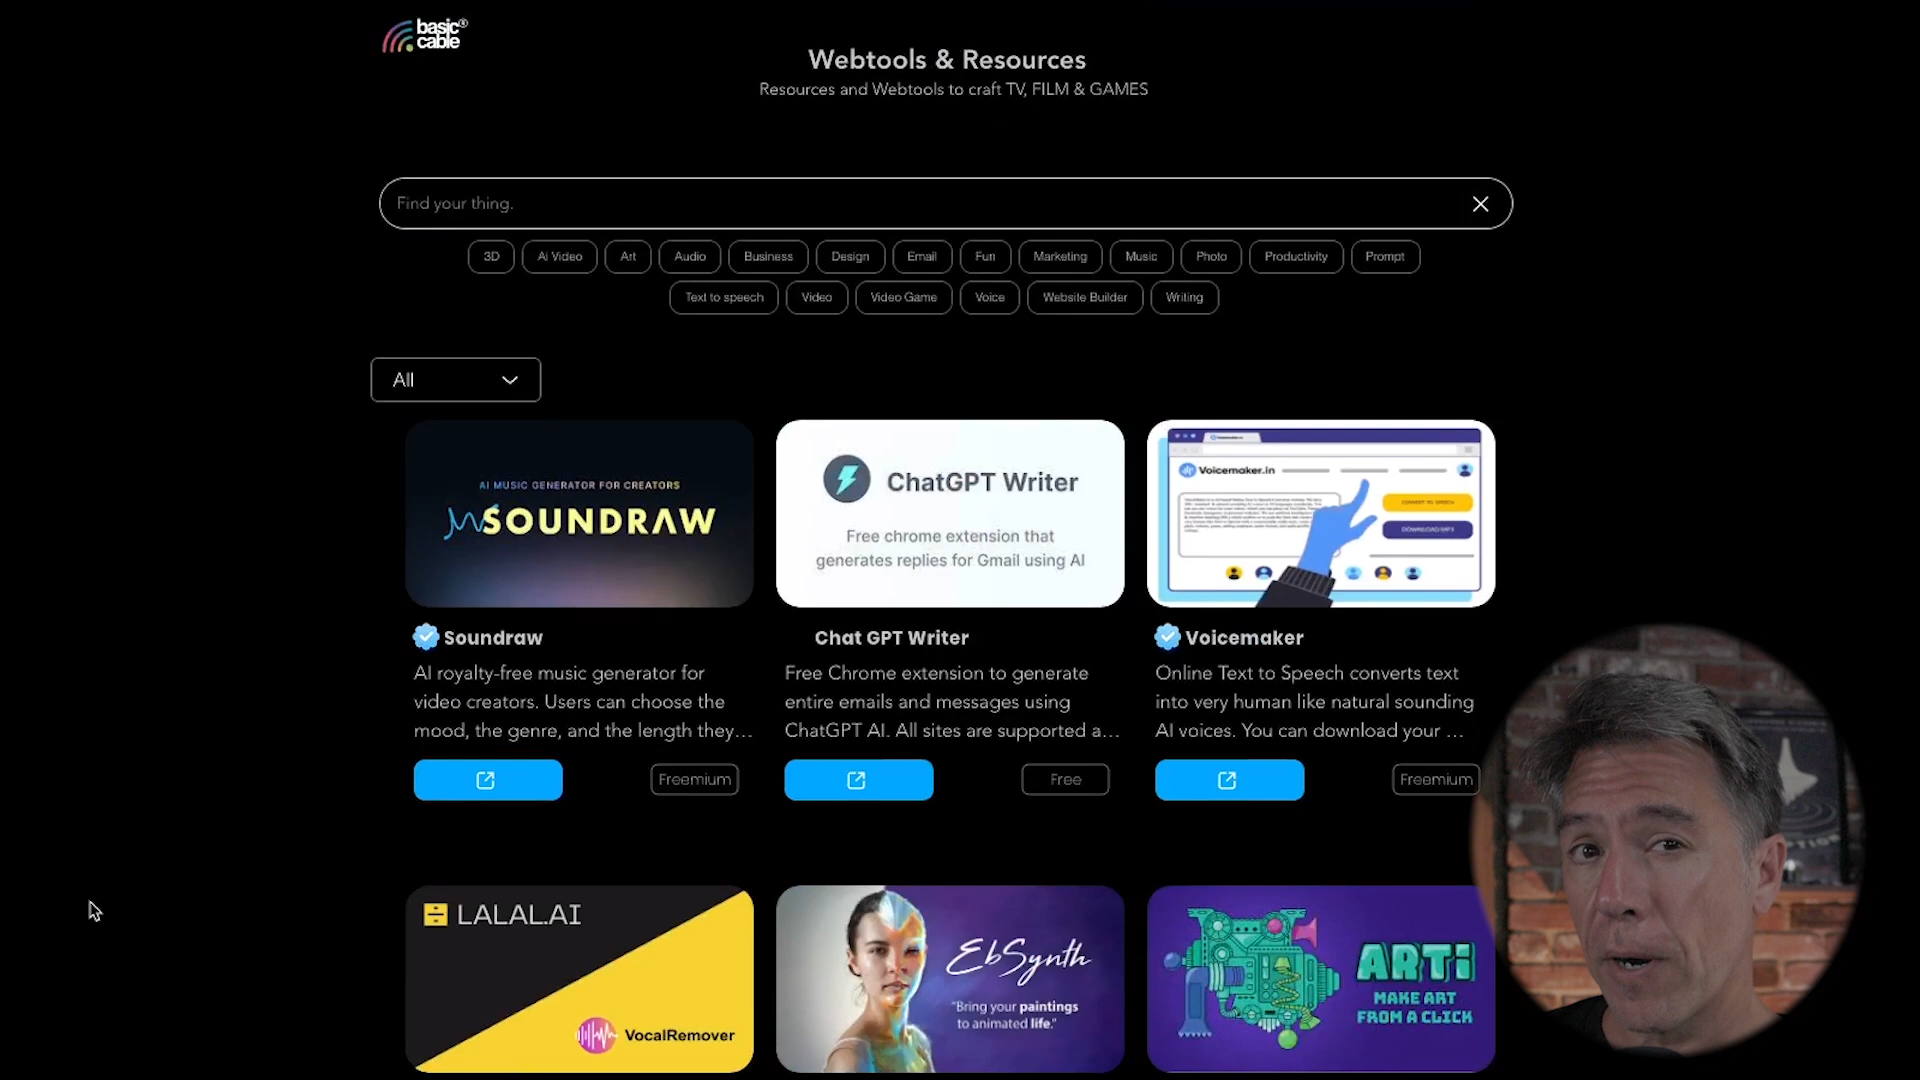 basic®
cable
Webtools & Resources
Resources and Webtools to craft TV, FILM & GAMES
Find your thing.
3D
Ai Video
Art
Audio
Business
Design
Email
Fun
Marketing
Music
Photo
Productivity
Prompt
Text to speech
Video
Video Game
Voice
Website Builder
Writing
All
AI MUSIC GENERATOR FOR CREATORS
SOUNDRAW
ChatGPT Writer
Free chrome extension that
generates replies for Gmail using AI
Voicemaker.in
CONVERT TO SPEECH
DOWNLOAD MP3
Soundraw
AI royalty-free music generator for
video creators. Users can choose the
mood, the genre, and the length they...
Freemium
Chat GPT Writer
Free Chrome extension to generate
entire emails and messages using
ChatGPT AI. All sites are supported a...
Free
Voicemaker
Online Text to Speech converts text
into very human like natural sounding
AI voices. You can download your ...
Freemium
LALAL.AI
VocalRemover
EbSynth
"Bring your paintings
to animated life."
ARTi
MAKE ART
FROM A CLICK